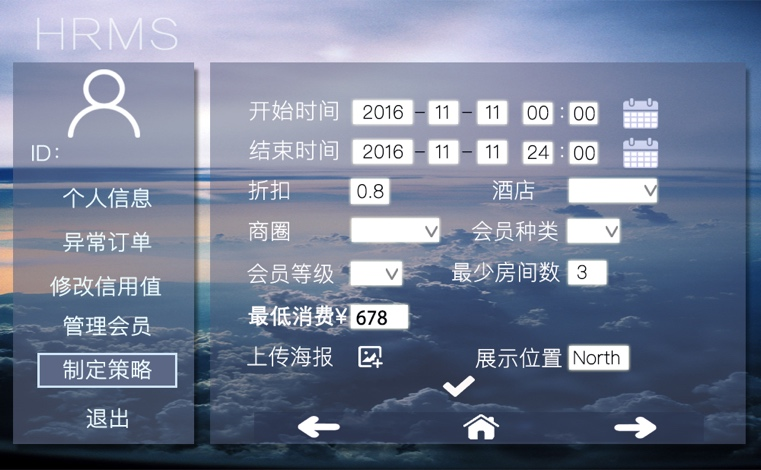 HRMS
ID:
个人信息
异常订单
修改信用值
管理会员
制定策略
退出
开始时间 2016-11-11 00:00
结束时间 2016-11-11 24:00
折扣 0.8 酒店
商圈 会员种类
会员等级 最少房间数 3
最低消费¥ 678
上传海报 展示位置 North